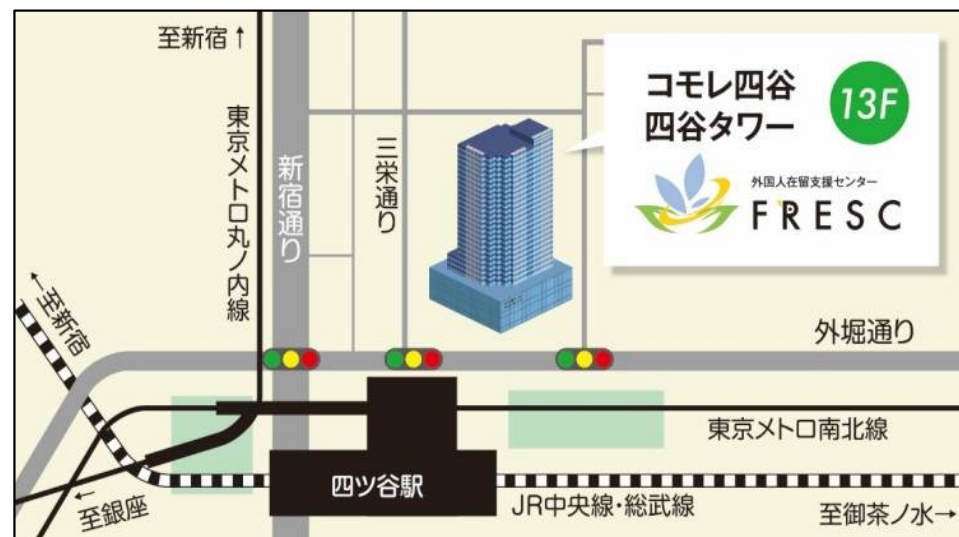 至新宿↑
東京メトロ丸ノ内線
新宿通り
三栄通り
コモレ四谷
四谷タワー
13F
外国人在留支援センター
FRESC
←至新宿
外堀通り
東京メトロ南北線
四ツ谷駅
JR中央線・総武線
←至銀座
至御茶ノ水→